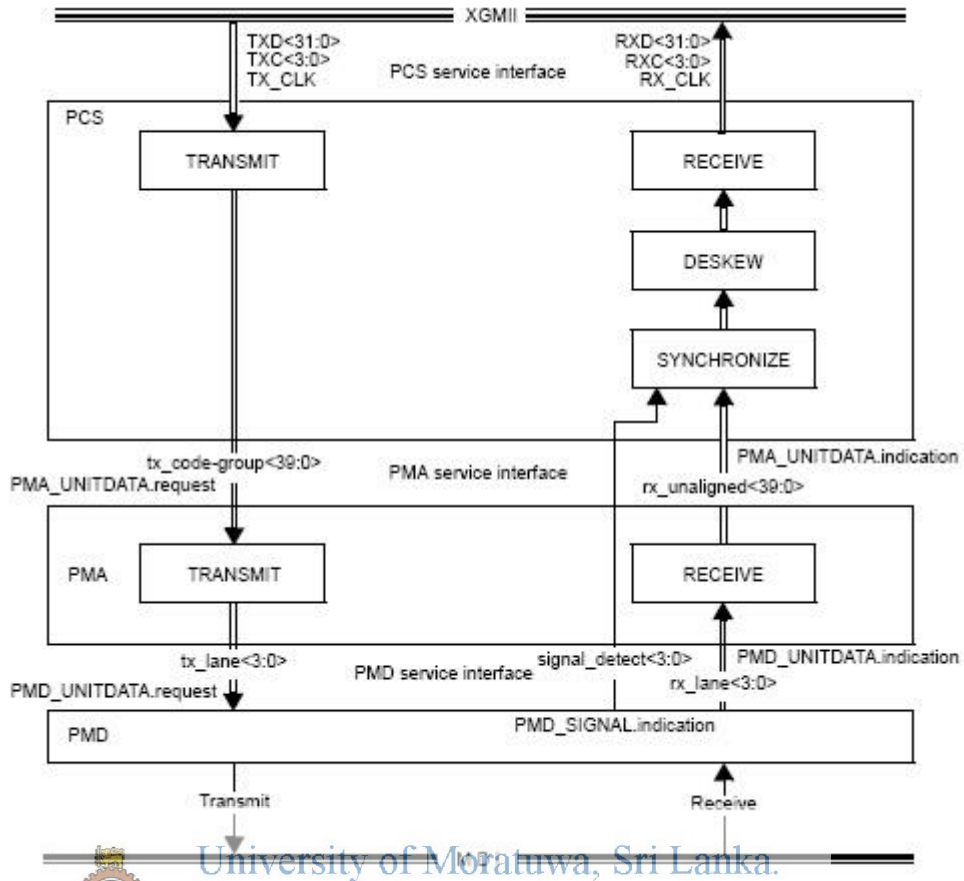 XGMII
TXD<31:0>
TXC<3:0>
TX_CLK
PCS service interface
RXD<31:0>
RXC<3:0>
RX_CLK
PCS
TRANSMIT
RECEIVE
DESKEW
SYNCHRONIZE
tx_code-group<39:0>
PMA_UNITDATA.request
PMA service interface
PMA_UNITDATA.indication
rx_unaligned<39:0>
PMA
TRANSMIT
RECEIVE
tx_lane<3:0>
PMD_UNITDATA.request
PMD service interface
signal_detect<3:0>
PMD_UNITDATA.indication
rx_lane<3:0>
PMD
PMD_SIGNAL.indication
Transmit
Receive
University of Moratuwa, Sri Lanka.